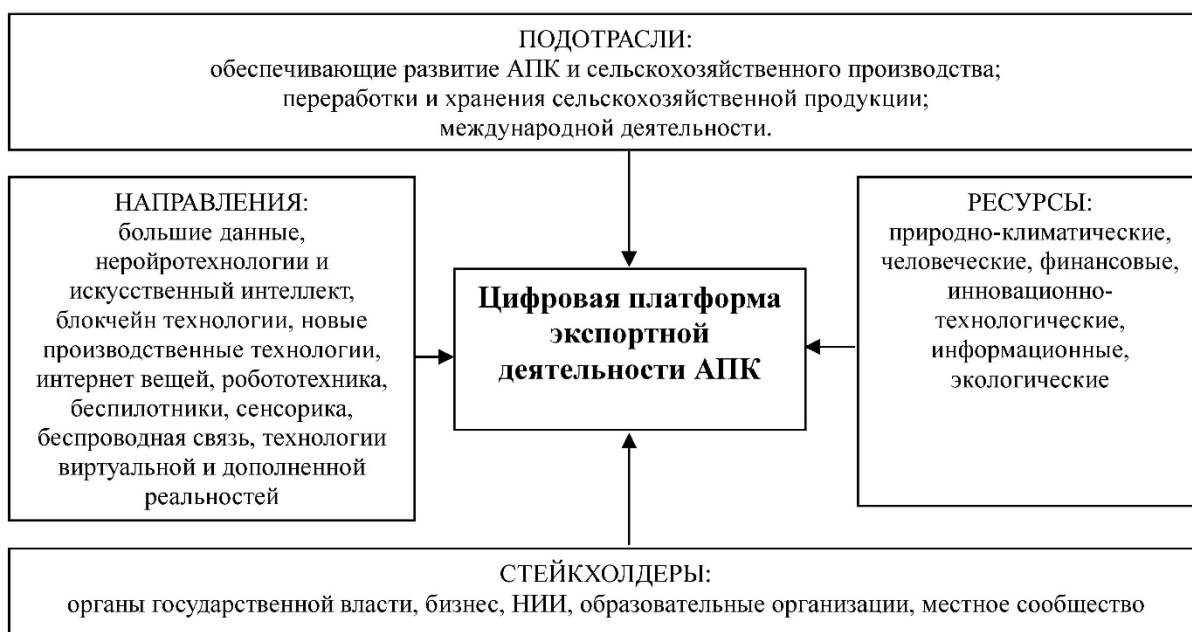 ПОДОТРАСЛИ:
обеспечивающие развитие АПК и сельскохозяйственного производства;
переработки и хранения сельскохозяйственной продукции;
международной деятельности.
НАПРАВЛЕНИЯ:
большие данные,
неройротехнологии и
искусственный интеллект,
блокчейн технологии, новые
производственные технологии,
интернет вещей, робототехника,
беспилотники, сенсорика,
беспроводная связь, технологии
виртуальной и дополненной
реальностей
Цифровая платформа
экспортной
деятельности АПК
РЕСУРСЫ:
природно-климатические,
человеческие, финансовые,
инновационно-
технологические,
информационные,
экологические
СТЕЙКХОЛДЕРЫ:
органы государственной власти, бизнес, НИИ, образовательные организации, местное сообщество